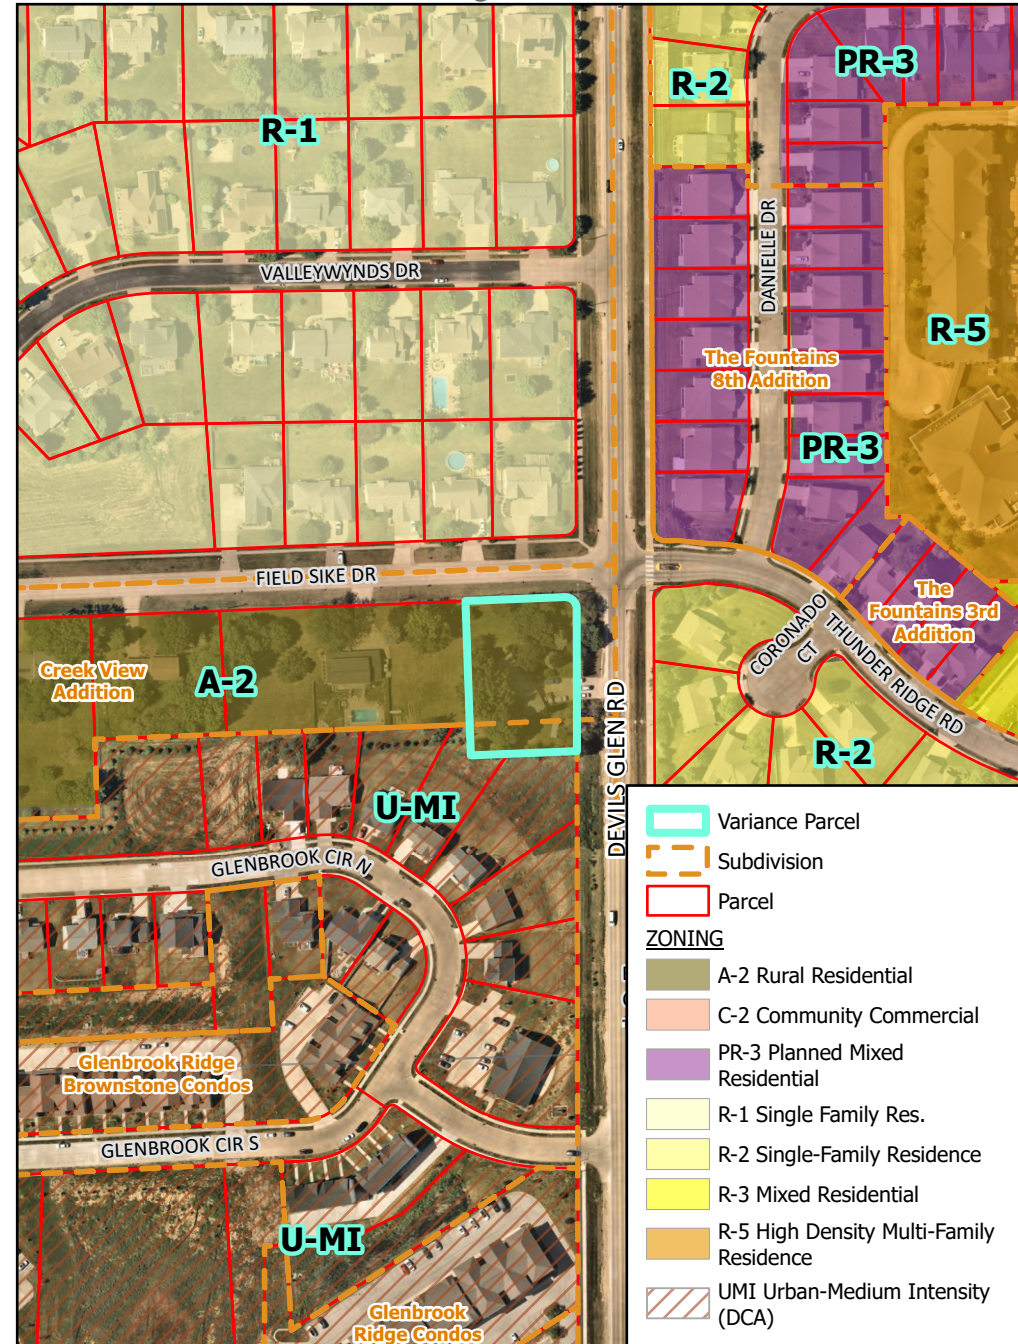 R-1
R-2
PR-3
VALLEYWYNDS DR
DANIELLE DR
R-5
The Fountains
8th Addition
PR-3
FIELD SIKE DR
The
Fountains 3rd
Addition
CORONADO
CT
THUNDER RIDGE RD
Creek View
Addition
A-2
DEVILS GLEN RD
R-2
U-MI
GLENBROOK CIR N
Glenbrook Ridge
Brownstone Condos
GLENBROOK CIR S
U-MI
Glenbrook
Ridge Condos
Variance Parcel
Subdivision
Parcel
ZONING
A-2 Rural Residential
C-2 Community Commercial
PR-3 Planned Mixed
Residential
R-1 Single Family Res.
R-2 Single-Family Residence
R-3 Mixed Residential
R-5 High Density Multi-Family
Residence
UMI Urban-Medium Intensity
(DCA)